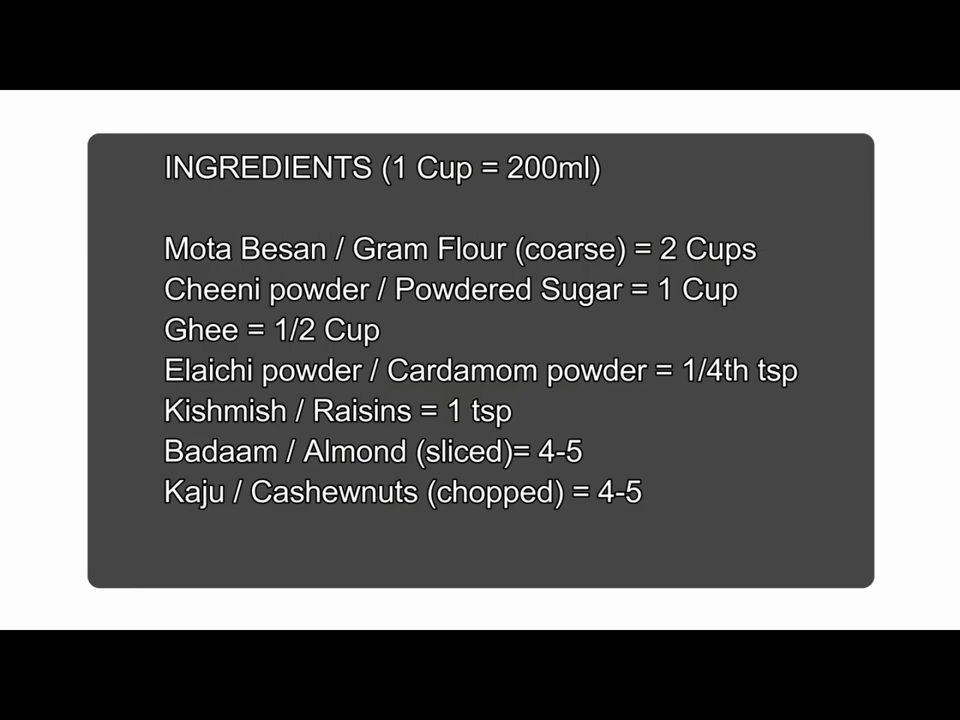 INGREDIENTS (1 Cup = 200ml)
Mota Besan / Gram Flour (coarse) = 2 Cups
Cheeni powder / Powdered Sugar = 1 Cup
Ghee = 1/2 Cup
Elaichi powder / Cardamom powder = 1/4th tsp
Kishmish / Raisins = 1 tsp
Badaam / Almond (sliced)= 4-5
Kaju / Cashewnuts (chopped) = 4-5